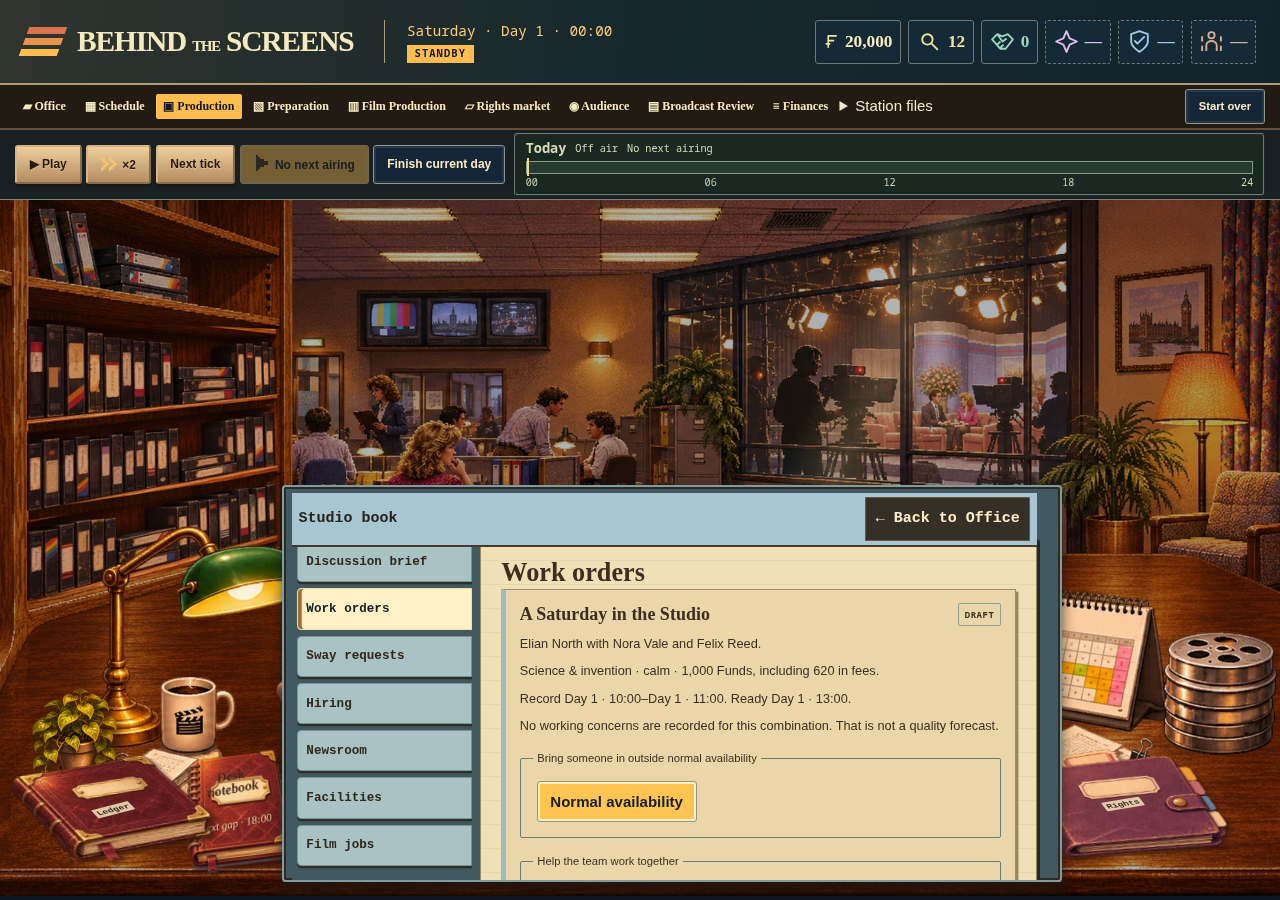 BEHIND THE SCREENS
Saturday · Day 1 · 00:00
STANDBY
20,000
12
0
—
—
—
Office
Schedule
Production
Preparation
Film Production
Rights market
Audience
Broadcast Review
Finances
Station files
Start over
Play
×2
Next tick
No next airing
Finish current day
Today Off air No next airing
00 06 12 18 24
Studio book
← Back to Office
Discussion brief
Work orders
Sway requests
Hiring
Newsroom
Facilities
Film jobs
Work orders
A Saturday in the Studio
DRAFT
Elian North with Nora Vale and Felix Reed.
Science & invention · calm · 1,000 Funds, including 620 in fees.
Record Day 1 · 10:00–Day 1 · 11:00. Ready Day 1 · 13:00.
No working concerns are recorded for this combination. That is not a quality forecast.
Bring someone in outside normal availability
Normal availability
Help the team work together
Ledger
Desk
notebook
xt gap · 18:00
Rights